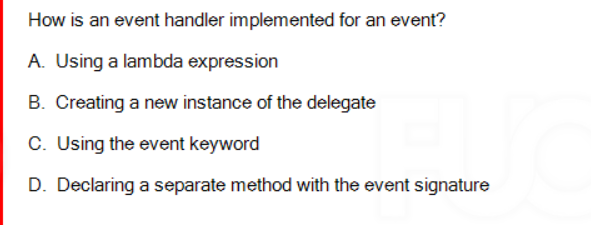 How is an event handler implemented for an event?
A. Using a lambda expression
B. Creating a new instance of the delegate
C. Using the event keyword
D. Declaring a separate method with the event signature